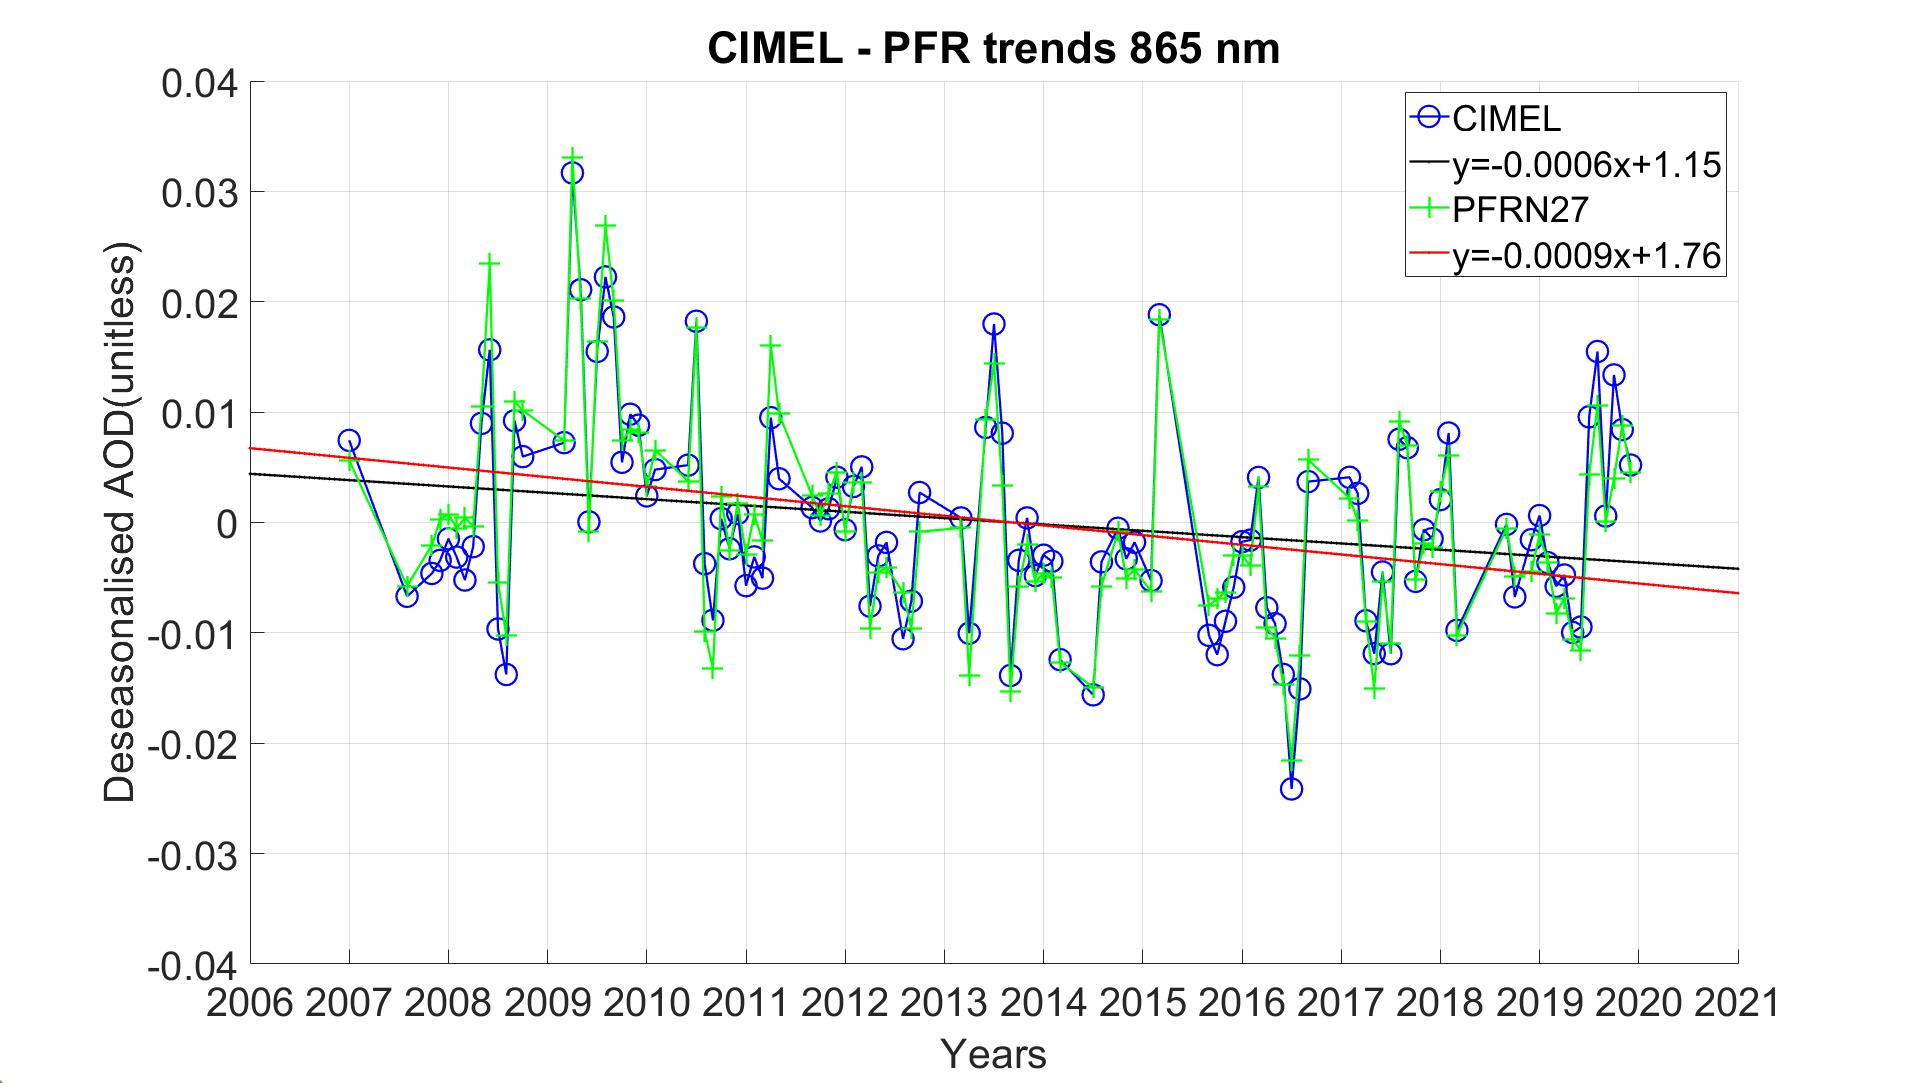 CIMEL - PFR trends 865 nm
0.04
0.03
0.02
0.01
0
-0.01
-0.02
-0.03
-0.04
Deseasonalised AOD(unitless)
CIMEL
y=-0.0006x+1.15
PFRN27
y=-0.0009x+1.76
2006 2007 2008 2009 2010 2011 2012 2013 2014 2015 2016 2017 2018 2019 2020 2021
Years